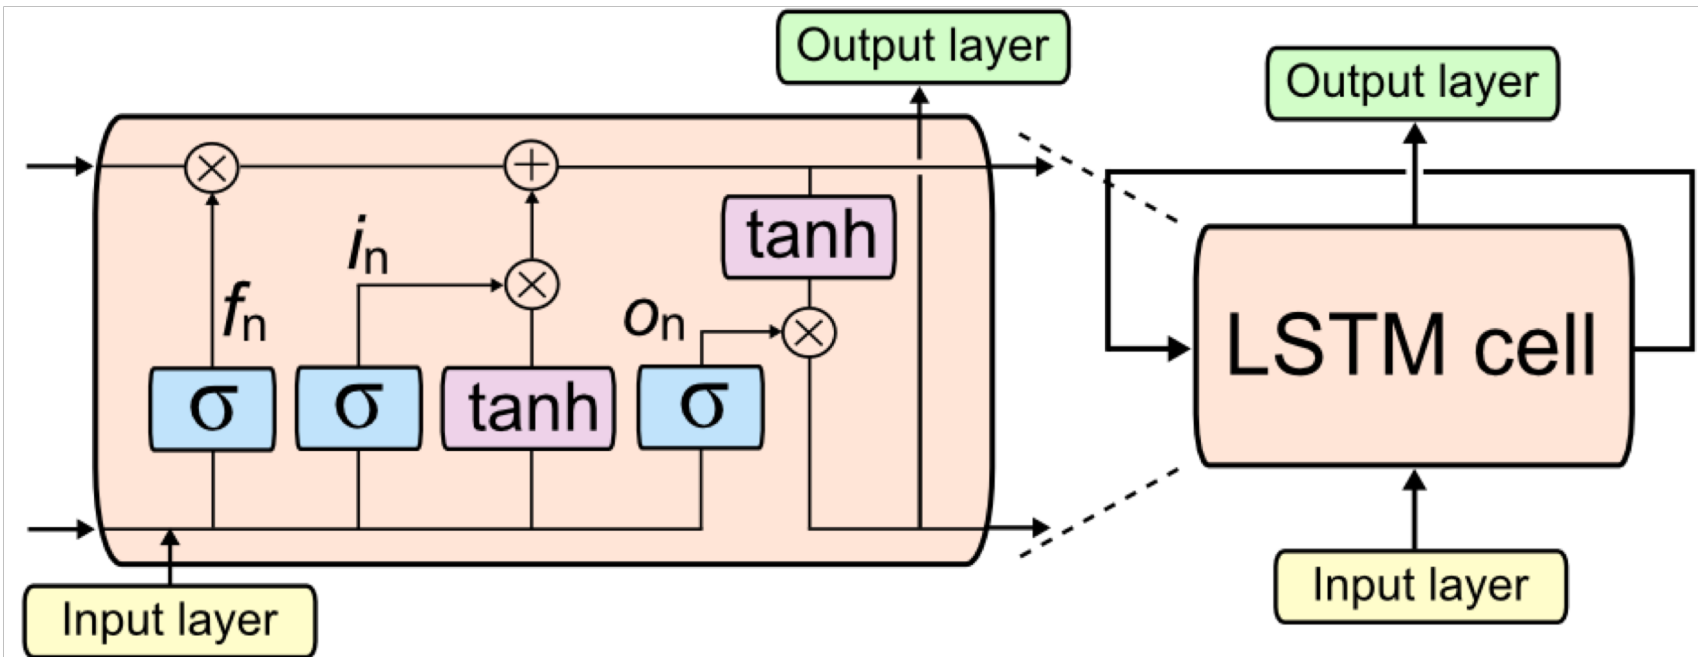 Output layer
Output layer
tanh
i_n
f_n
o_n
LSTM cell
σ
σ
tanh
σ
Input layer
Input layer